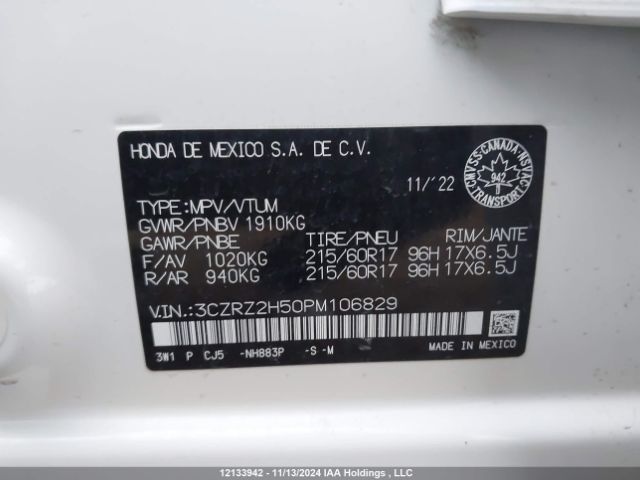 HONDA DE MEXICO S.A. DE C.V.
11/'22
CMVSS-CANADA-NSVAC
942
TRANSPORT
TYPE:MPV/VTUM
GVWR/PNBV 1910KG
GAWR/PNBE TIRE/PNEU RIM/JANTE
F/AV 1020KG 215/60R17 96H 17X6.5J
R/AR 940KG 215/60R17 96H 17X6.5J
V.I.N.:3CZRZ2H50PM106829
3W1 P CJ5 -NH883P -S -M MADE IN MEXICO
12133942 - 11/13/2024 IAA Holdings , LLC